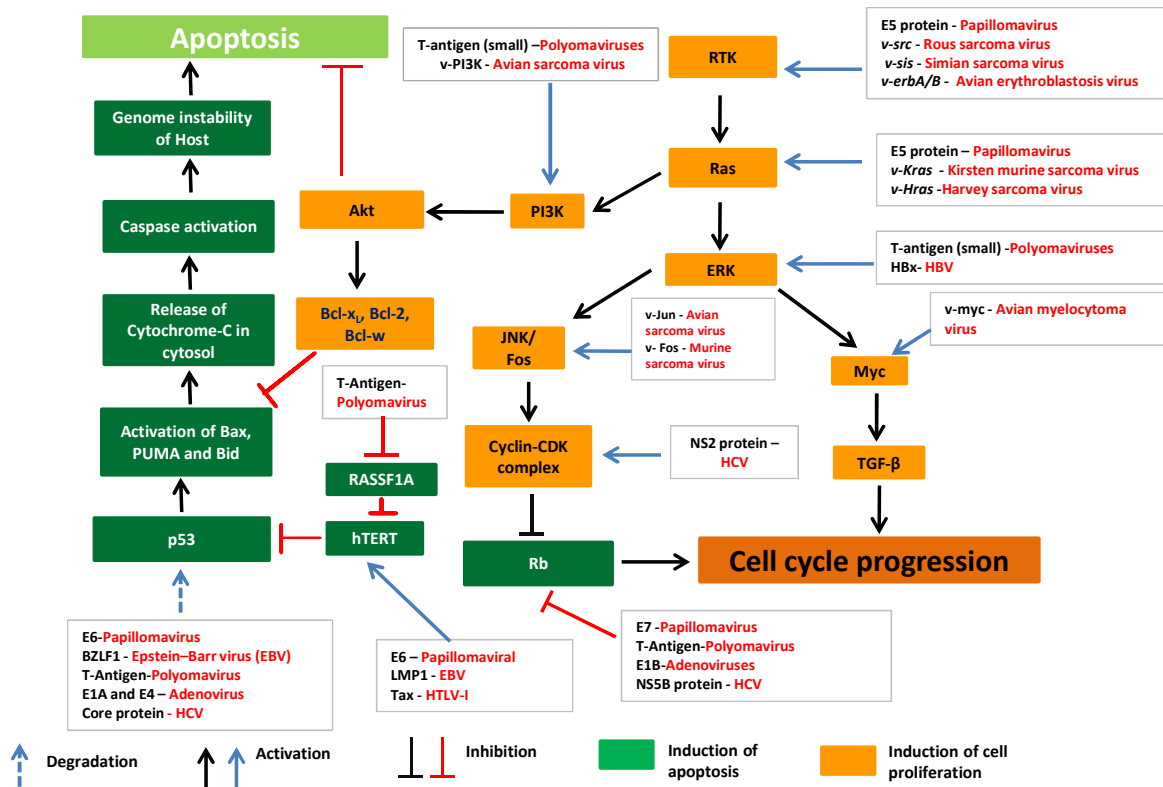 Apoptosis
Genome instability
of Host
Caspase activation
Release of
Cytochrome-C in
cytosol
Activation of Bax,
PUMA and Bid
p53
E6-Papillomavirus
BZLF1 - Epstein–Barr virus (EBV)
T-Antigen-Polyomavirus
E1A and E4 – Adenovirus
Core protein - HCV
Akt
Bcl-xL, Bcl-2,
Bcl-w
T-Antigen-
Polyomavirus
RASSF1A
hTERT
E6 – Papillomaviral
LMP1 - EBV
Tax - HTLV-I
T-antigen (small) –Polyomaviruses
v-PI3K - Avian sarcoma virus
PI3K
RTK
E5 protein - Papillomavirus
v-src - Rous sarcoma virus
v-sis - Simian sarcoma virus
v-erbA/B - Avian erythroblastosis virus
Ras
E5 protein – Papillomavirus
v-Kras - Kirsten murine sarcoma virus
v-Hras -Harvey sarcoma virus
ERK
T-antigen (small) -Polyomaviruses
HBx- HBV
JNK/
Fos
v-Jun - Avian
sarcoma virus
v- Fos - Murine
sarcoma virus
v-myc - Avian myelocytoma
virus
Myc
Cyclin-CDK
complex
NS2 protein –
HCV
TGF-β
Rb
Cell cycle progression
E7 -Papillomavirus
T-Antigen-Polyomavirus
E1B-Adenoviruses
NS5B protein - HCV
Degradation
Activation
Inhibition
Induction of
apoptosis
Induction of cell
proliferation